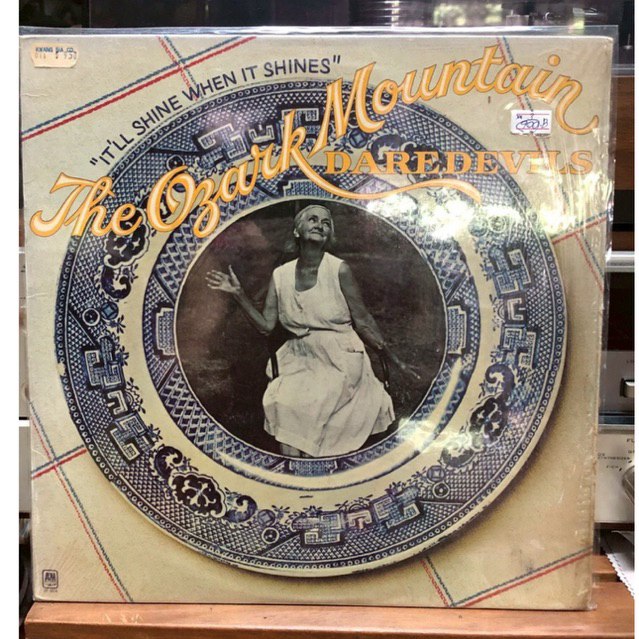 "IT'LL SHINE WHEN IT SHINES"
The Ozark Mountain
DAREDEVILS
A&M